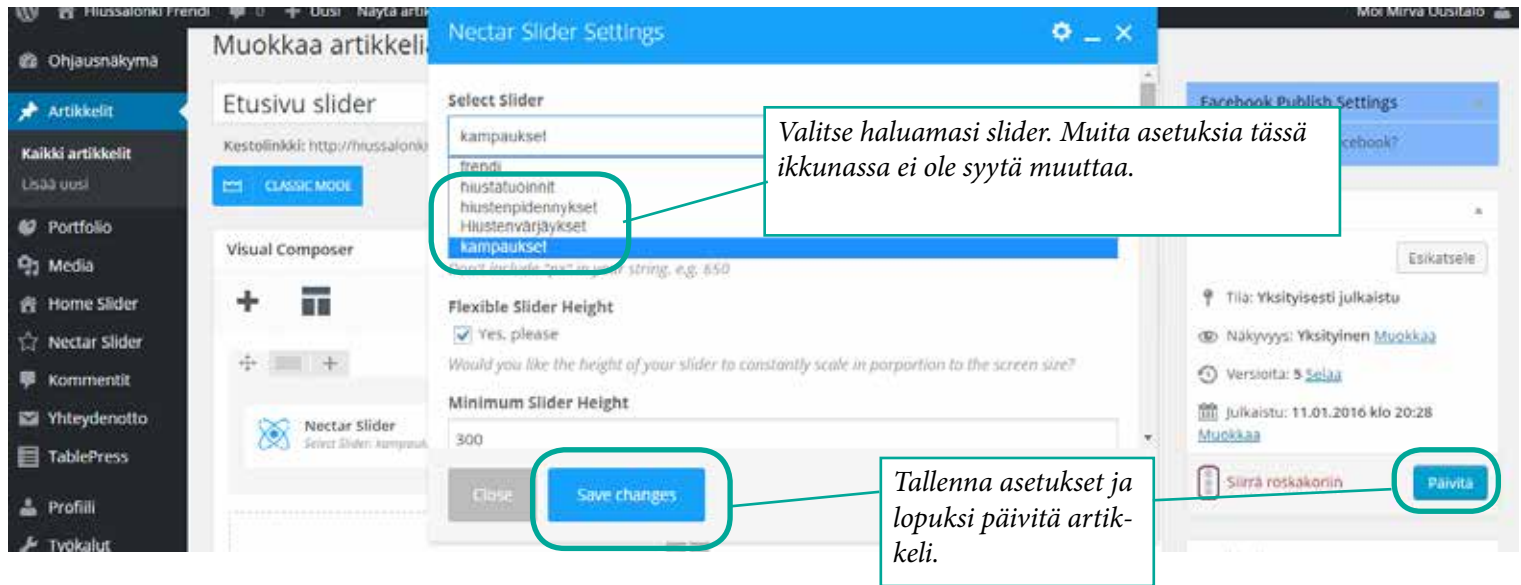 Hiussalonki Frendi 0 + Uusi Näytä
Moi Mirva Uusitalo
Ohjausnäkymä
Artikkelit
Kaikki artikkelit
Lisää uusi
Portfolio
Media
Home Slider
Nectar Slider
Kommentit
Yhteydenotto
TablePress
Profiili
Työkalut
Muokkaa artikkeli
Etusivu slider
Kestolinkki: http://hiussalonki
CLASSIC MODE
Visual Composer
Nectar Slider
Select Slider: kampauk
Nectar Slider Settings
Select Slider
kampaukset
frendi
hiustatuoinnit
hiustenpidennykset
Hiustenvärjäykset
kampaukset
Don't include "px" in your string. e.g. 650
Flexible Slider Height
Yes, please
Would you like the height of your slider to constantly scale in porportion to the screen size?
Minimum Slider Height
300
Close
Save changes
Valitse haluamasi slider. Muita asetuksia tässä
ikkunassa ei ole syytä muuttaa.
Tallenna asetukset ja
lopuksi päivitä artik-
keli.
Facebook Publish Settings
cebook?
Esikatsele
Tila: Yksityisesti julkaistu
Näkyvyys: Yksityinen Muokkaa
Versioita: 5 Selaa
Julkaistu: 11.01.2016 klo 20:28
Muokkaa
Siirrä roskakoriin
Päivitä